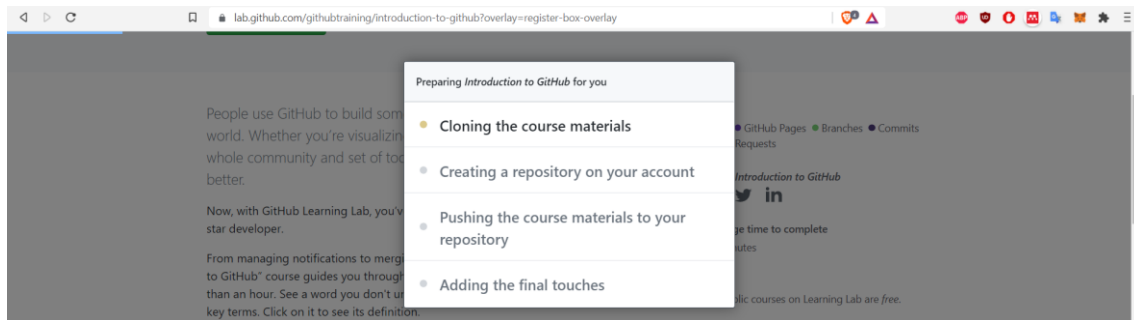 lab.github.com/githubtraining/introduction-to-github?overlay=register-box-overlay
Preparing Introduction to GitHub for you
Cloning the course materials
Creating a repository on your account
Pushing the course materials to your
repository
Adding the final touches
People use GitHub to build som
world. Whether you're visualizin
whole community and set of too
better.
Now, with GitHub Learning Lab, you'v
star developer.
From managing notifications to mergi
to GitHub" course guides you through
than an hour. See a word you don't un
key terms. Click on it to see its definition.
GitHub Pages Branches Commits
Requests
Introduction to GitHub
in
ge time to complete
utes
blic courses on Learning Lab are free.